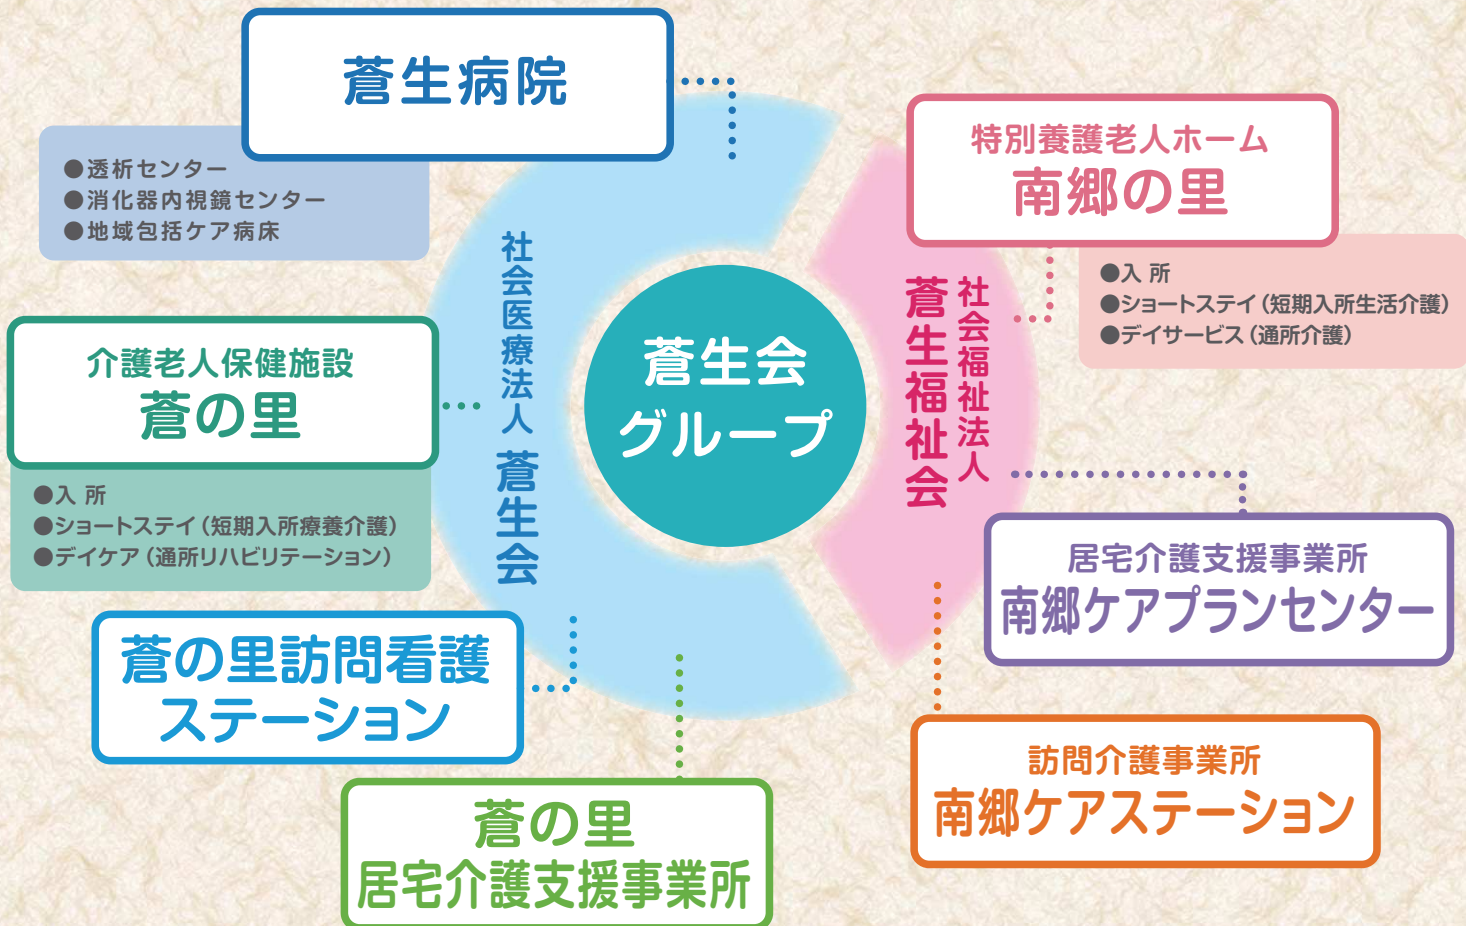 蒼生病院
●透析センター
●消化器内視鏡センター
●地域包括ケア病床
介護老人保健施設
蒼の里
●入 所
●ショートステイ（短期入所療養介護）
●デイケア（通所リハビリテーション）
蒼の里訪問看護
ステーション
蒼の里
居宅介護支援事業所
社会医療法人 蒼生会
蒼生会
グループ
社会福祉法人
蒼生福祉会
特別養護老人ホーム
南郷の里
●入 所
●ショートステイ（短期入所生活介護）
●デイサービス（通所介護）
居宅介護支援事業所
南郷ケアプランセンター
訪問介護事業所
南郷ケアステーション